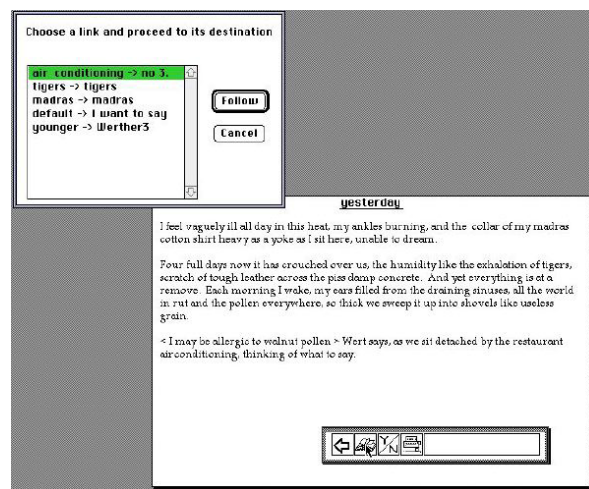 Choose a link and proceed to its destination
air conditioning -> no 3.
tigers -> tigers
madras -> madras
default -> I want to say
younger -> Werther3
Follow
Cancel
yesterday
I feel vaguely ill all day in this heat, my ankles burning, and the collar of my madras
cotton shirt heavy as a yoke as I sit here, unable to dream.
Four full days now it has crouched over us, the humidity like the exhalation of tigers,
scratch of tough leather across the piss damp concrete. And yet everything is at a
remove. Each morning I wake, my ears filled from the draining sinuses, all the world
in rut and the pollen everywhere, so thick we sweep it up into shovels like useless
grain.
< I may be allergic to walnut pollen > Wert says, as we sit detached by the restaurant
airconditioning, thinking of what to say.
Y/N